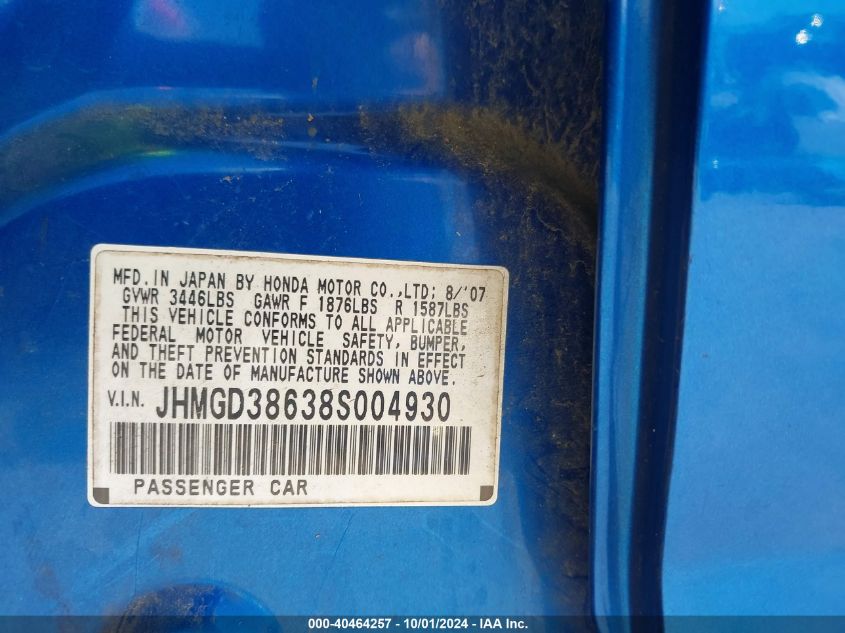 MFD. IN JAPAN BY HONDA MOTOR CO.,LTD; 8/'07
GVWR 3446LBS GAWR F 1876LBS R 1587LBS
THIS VEHICLE CONFORMS TO ALL APPLICABLE
FEDERAL MOTOR VEHICLE SAFETY, BUMPER,
AND THEFT PREVENTION STANDARDS IN EFFECT
ON THE DATE OF MANUFACTURE SHOWN ABOVE.
V.I.N. JHMGD38638S004930
PASSENGER CAR
000-40464257 - 10/01/2024 - IAA Inc.